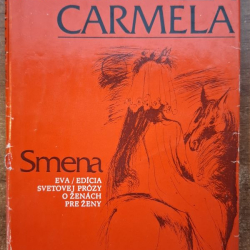 CARMELA
Smena
EVA / EDÍCIA
SVETOVEJ PRÓZY
O ŽENÁCH
PRE ŽENY